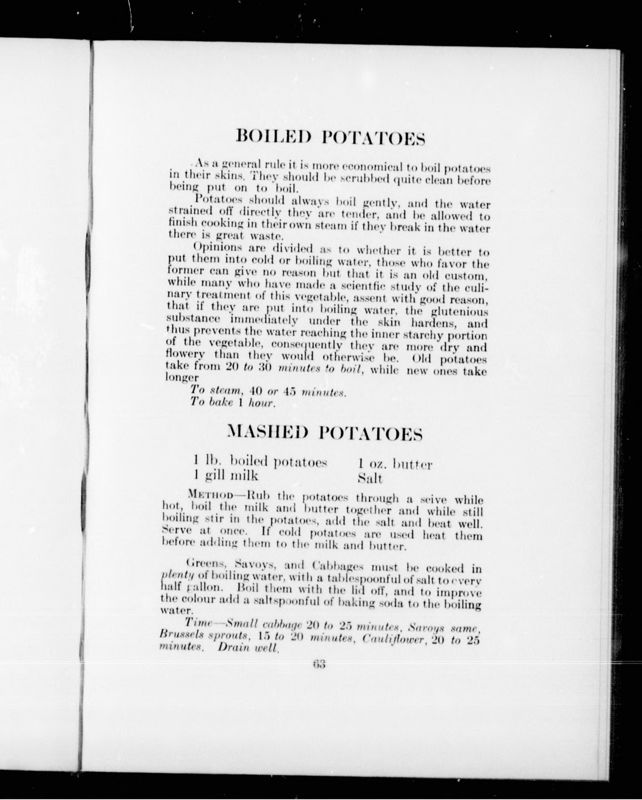 BOILED POTATOES
As a general rule it is more economical to boil potatoes
in their skins. They should be scrubbed quite clean before
being put on to boil.
Potatoes should always boil gently, and the water
strained off directly they are tender, and be allowed to
finish cooking in their own steam if they break in the water
there is great waste.
Opinions are divided as to whether it is better to
put them into cold or boiling water, those who favor the
former can give no reason but that it is an old custom,
while many who have made a scientfic study of the culi-
nary treatment of this vegetable, assent with good reason,
that if they are put into boiling water, the glutenious
substance immediately under the skin hardens, and
thus prevents the water reaching the inner starchy portion
of the vegetable, consequently they are more dry and
flowery than they would otherwise be. Old potatoes
take from 20 to 30 minutes to boil, while new ones take
longer
To steam, 40 or 45 minutes.
To bake 1 hour.
MASHED POTATOES
1 lb. boiled potatoes 1 oz. butter
1 gill milk Salt
METHOD—Rub the potatoes through a seive while
hot, boil the milk and butter together and while still
boiling stir in the potatoes, add the salt and beat well.
Serve at once. If cold potatoes are used heat them
before adding them to the milk and butter.
Greens, Savoys, and Cabbages must be cooked in
plenty of boiling water, with a tablespoonful of salt to every
half gallon. Boil them with the lid off, and to improve
the colour add a saltspoonful of baking soda to the boiling
water.
Time—Small cabbage 20 to 25 minutes, Savoys same,
Brussels sprouts, 15 to 20 minutes, Cauliflower, 20 to 25
minutes. Drain well.
63